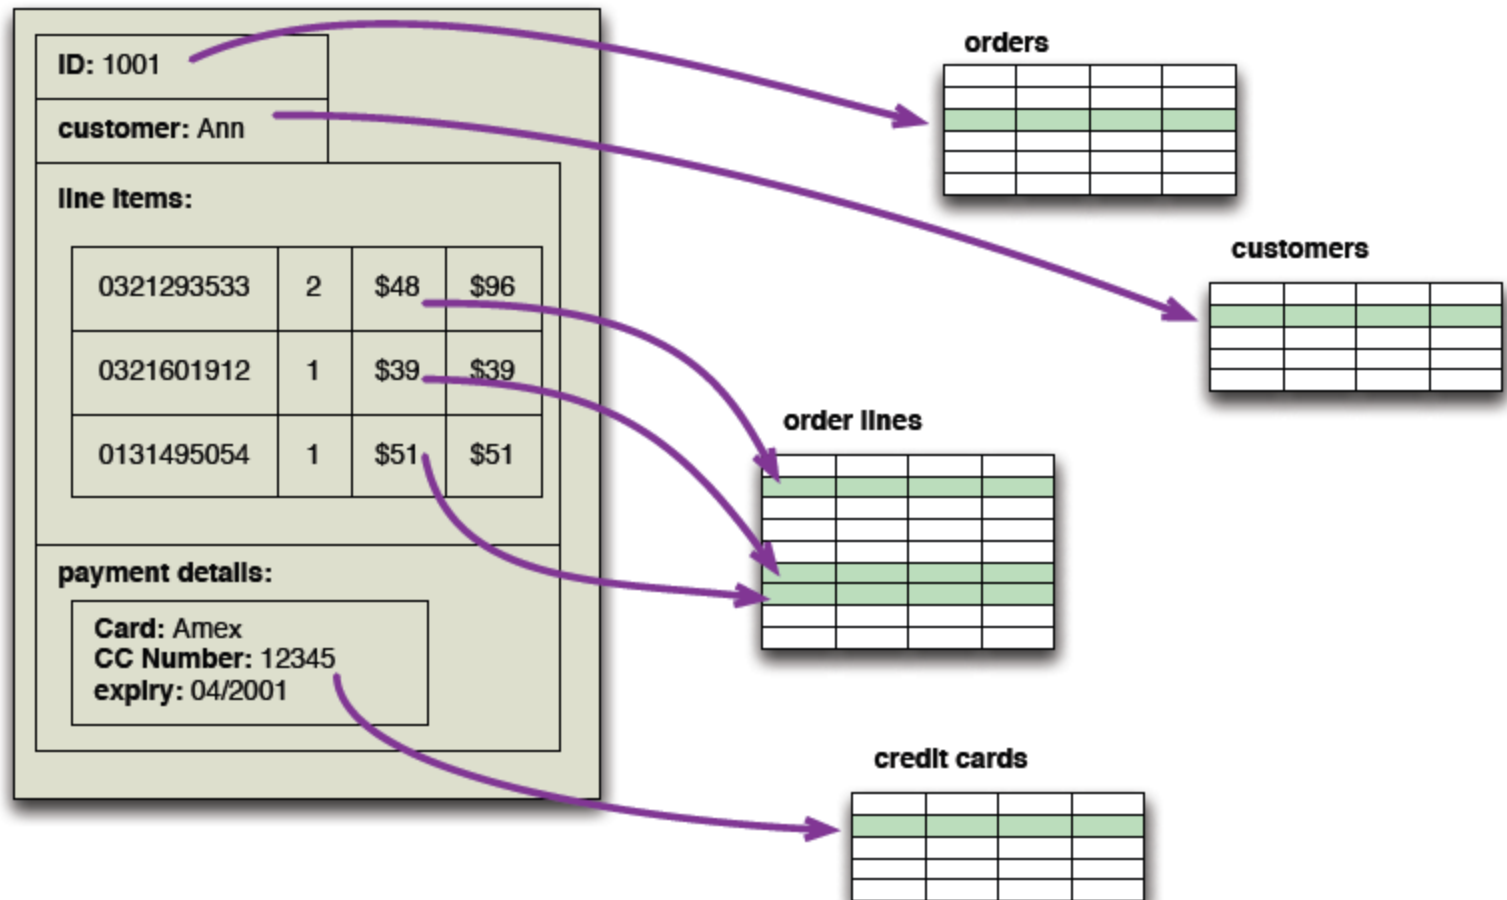 ID: 1001
customer: Ann
line items:
0321293533 2 $48 $96
0321601912 1 $39 $39
0131495054 1 $51 $51
payment details:
Card: Amex
CC Number: 12345
expiry: 04/2001
orders
customers
order lines
credit cards